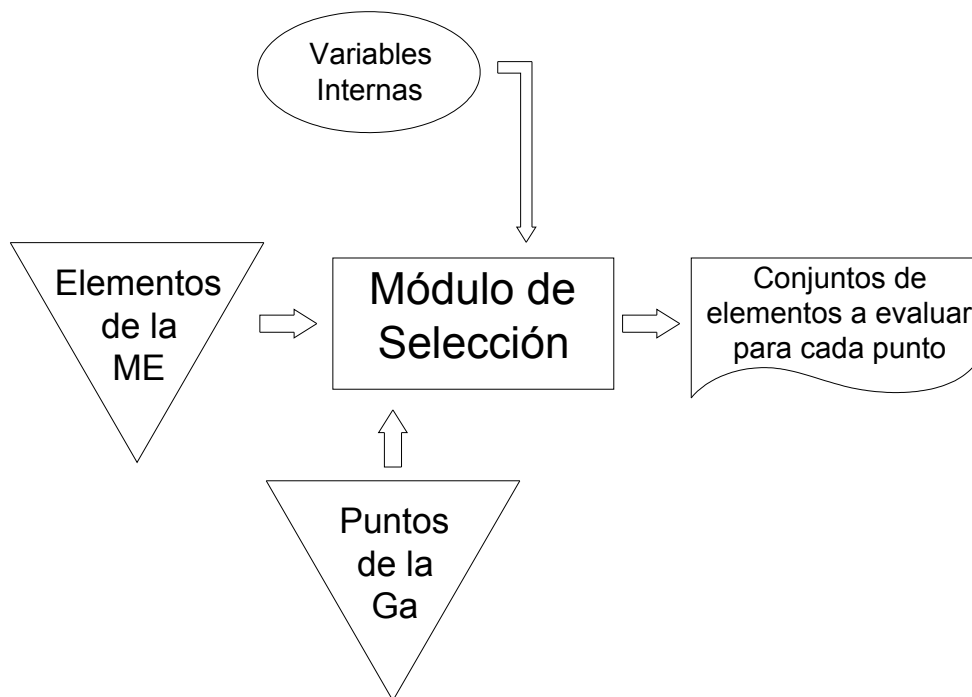 Variables
Internas
Elementos
de la
ME
Módulo de
Selección
Conjuntos de
elementos a evaluar
para cada punto
Puntos
de la
Ga